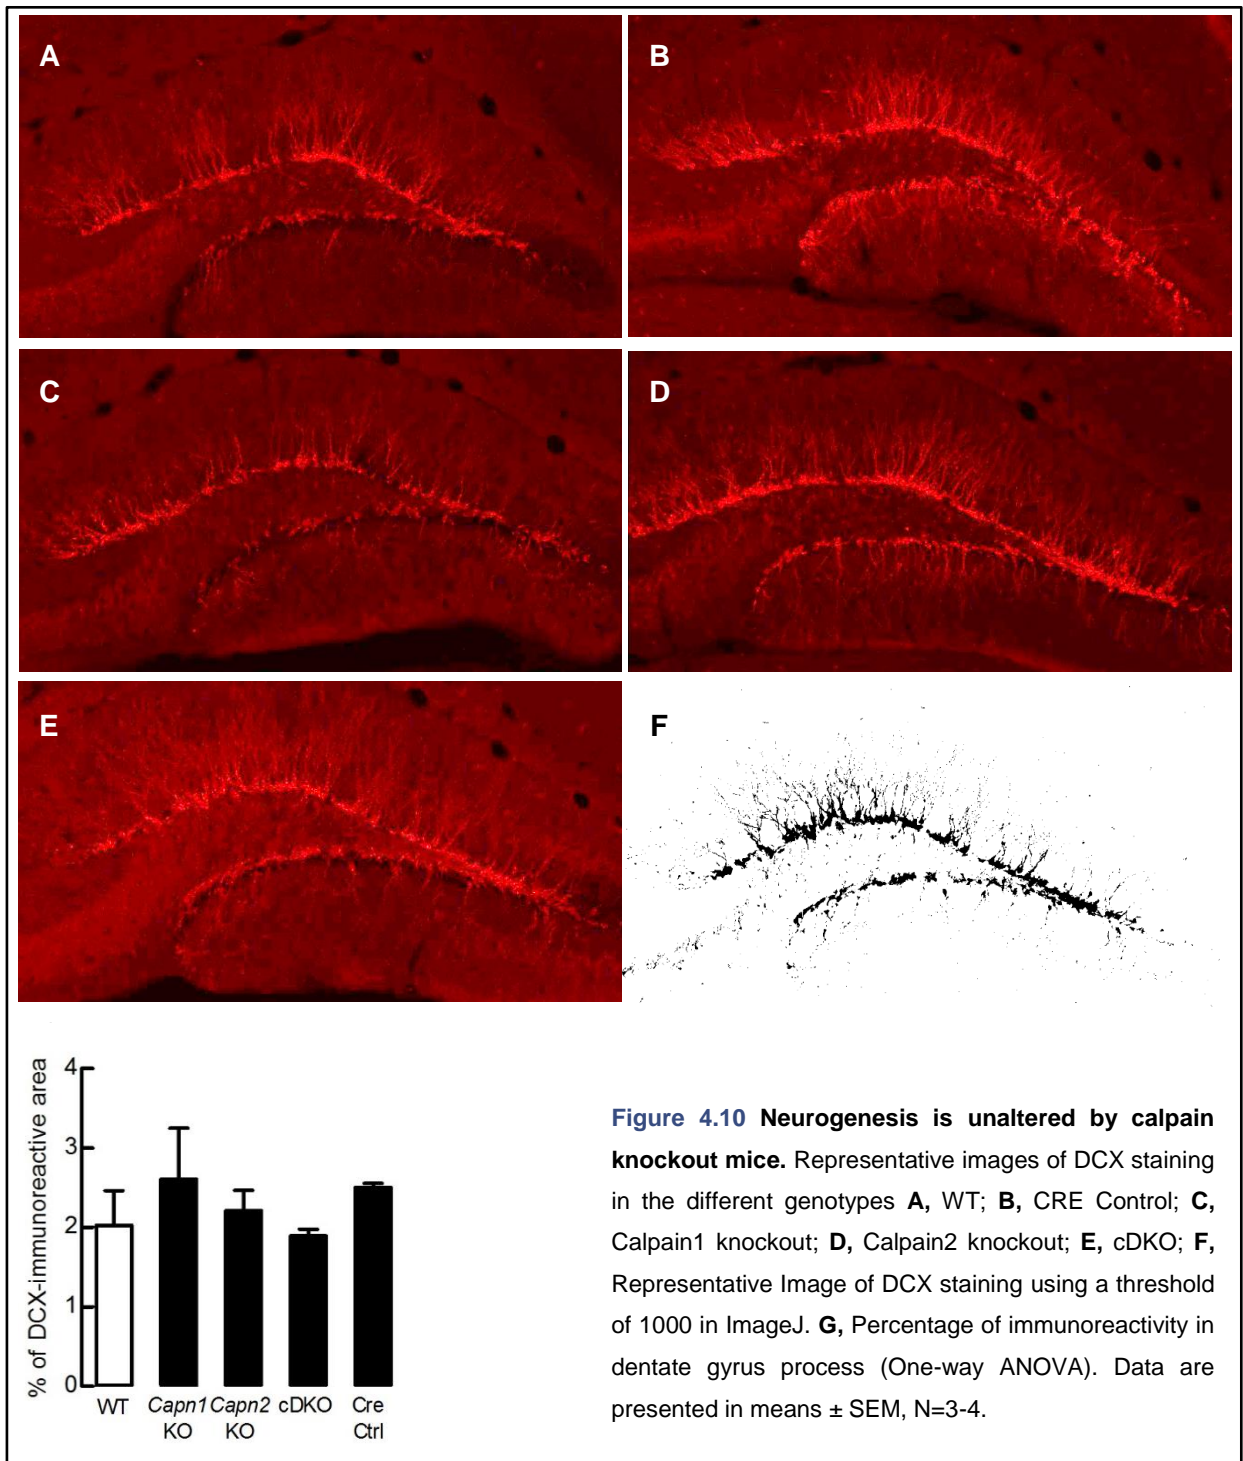 A
B
C
D
E
F
% of DCX-immunoreactive area
4
3
2
1
0
WT
Capn1 KO
Capn2 KO
cDKO
Cre Ctrl
Figure 4.10 Neurogenesis is unaltered by calpain
knockout mice. Representative images of DCX staining
in the different genotypes A, WT; B, CRE Control; C,
Calpain1 knockout; D, Calpain2 knockout; E, cDKO; F,
Representative Image of DCX staining using a threshold
of 1000 in ImageJ. G, Percentage of immunoreactivity in
dentate gyrus process (One-way ANOVA). Data are
presented in means ± SEM, N=3-4.